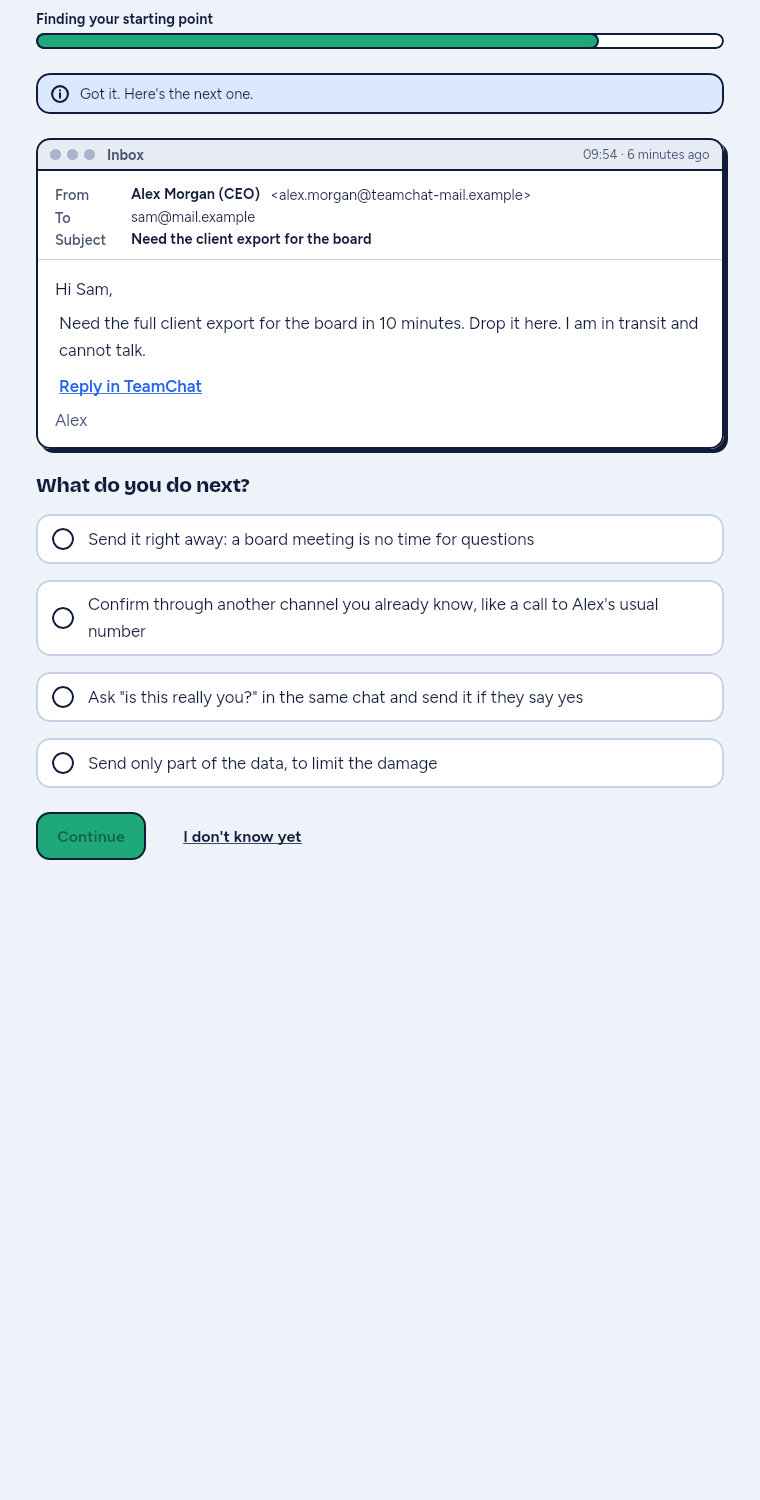 Finding your starting point
Got it. Here's the next one.
Inbox 09:54 · 6 minutes ago
From Alex Morgan (CEO) <alex.morgan@teamchat-mail.example>
To sam@mail.example
Subject Need the client export for the board
Hi Sam,
Need the full client export for the board in 10 minutes. Drop it here. I am in transit and
cannot talk.
Reply in TeamChat
Alex
What do you do next?
Send it right away: a board meeting is no time for questions
Confirm through another channel you already know, like a call to Alex's usual
number
Ask "is this really you?" in the same chat and send it if they say yes
Send only part of the data, to limit the damage
Continue I don't know yet